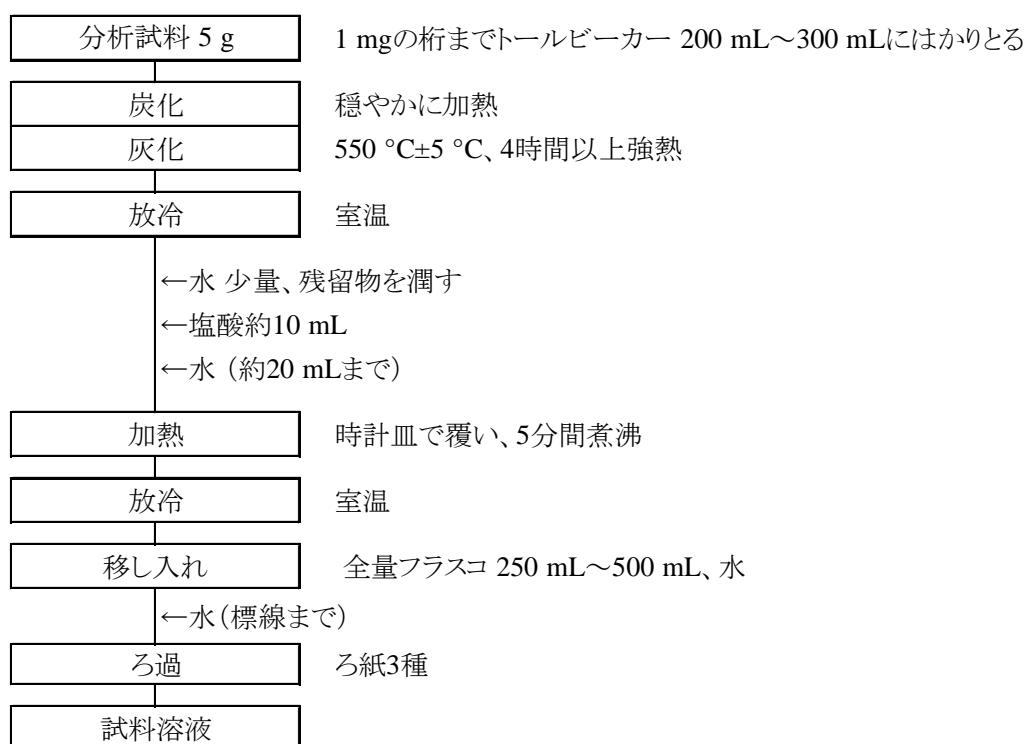 分析試料 5 g 1 mgの桁までトールビーカー 200 mL～300 mLにはかりとる
炭化 穏やかに加熱
灰化 550 °C±5 °C、4時間以上強熱
放冷 室温
←水 少量、残留物を潤す
←塩酸約10 mL
←水（約20 mLまで）
加熱 時計皿で覆い、5分間煮沸
放冷 室温
移し入れ 全量フラスコ 250 mL～500 mL、水
←水（標線まで）
ろ過 ろ紙3種
試料溶液